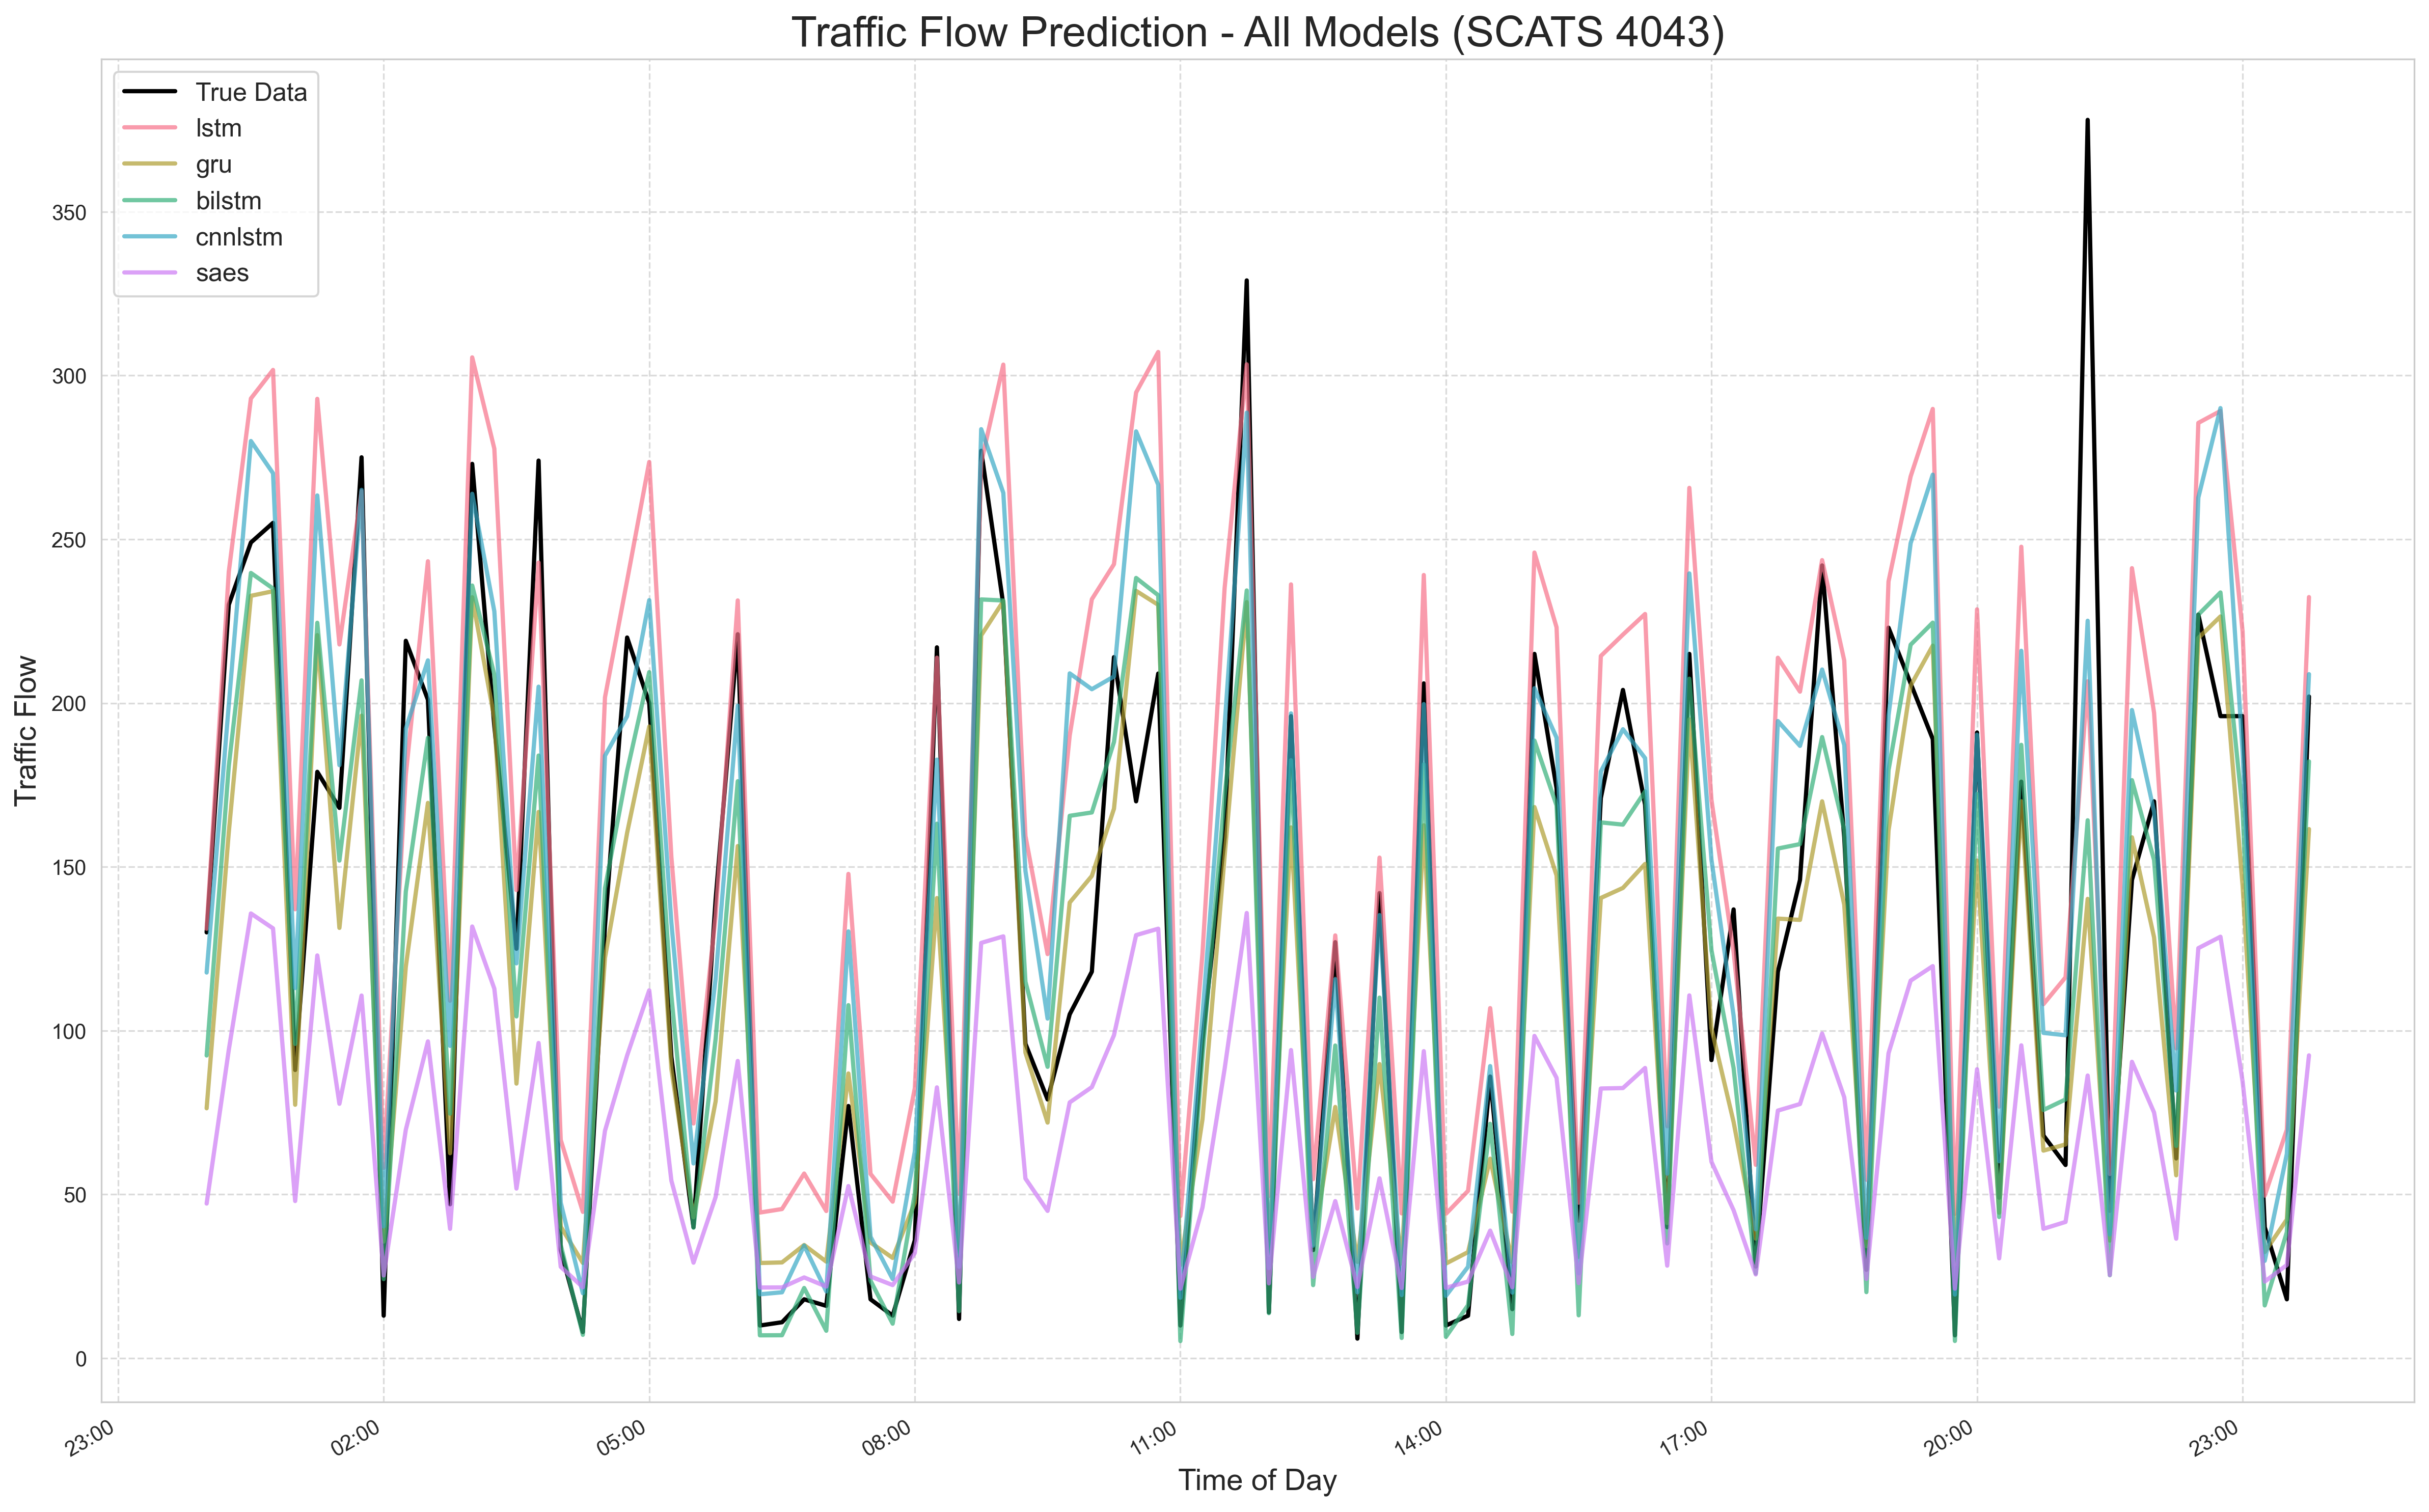 Traffic Flow Prediction - All Models (SCATS 4043)
True Data
lstm
gru
bilstm
cnnlstm
saes
Traffic Flow
350
300
250
200
150
100
50
0
23:00
02:00
05:00
08:00
11:00
14:00
17:00
20:00
23:00
Time of Day